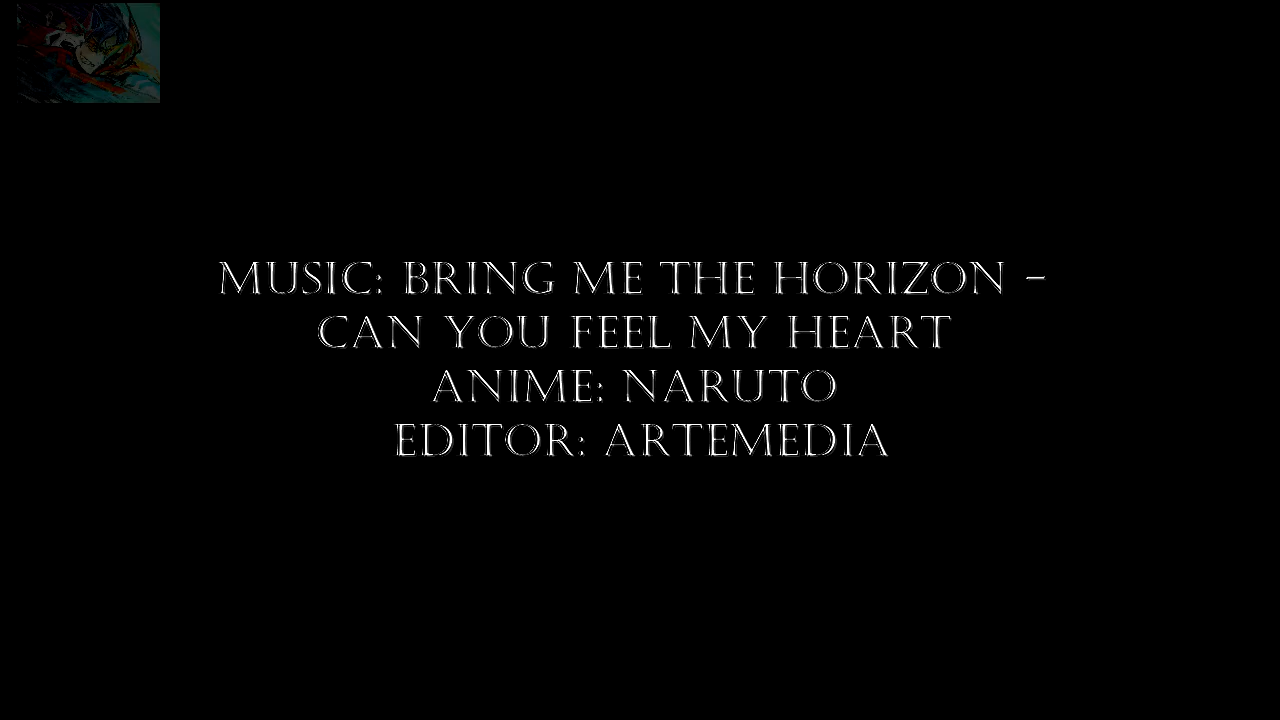 MUSIC: BRING ME THE HORIZON -
CAN YOU FEEL MY HEART
ANIME: NARUTO
EDITOR: ARTEMEDIA